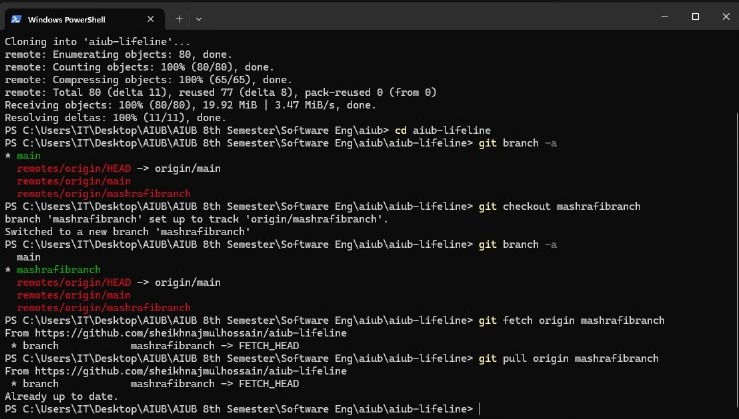 Windows PowerShell
Cloning into 'aiub-lifeline'...
remote: Enumerating objects: 80, done.
remote: Counting objects: 100% (80/80), done.
remote: Compressing objects: 100% (65/65), done.
remote: Total 80 (delta 11), reused 77 (delta 8), pack-reused 0 (from 0)
Receiving objects: 100% (80/80), 19.92 MiB | 3.47 MiB/s, done.
Resolving deltas: 100% (11/11), done.
PS C:\Users\IT\Desktop\AIUB\AIUB 8th Semester\Software Eng\aiub> cd aiub-lifeline
PS C:\Users\IT\Desktop\AIUB\AIUB 8th Semester\Software Eng\aiub\aiub-lifeline> git branch -a
* main
  remotes/origin/HEAD -> origin/main
  remotes/origin/main
  remotes/origin/mashrafibranch
PS C:\Users\IT\Desktop\AIUB\AIUB 8th Semester\Software Eng\aiub\aiub-lifeline> git checkout mashrafibranch
branch 'mashrafibranch' set up to track 'origin/mashrafibranch'.
Switched to a new branch 'mashrafibranch'
PS C:\Users\IT\Desktop\AIUB\AIUB 8th Semester\Software Eng\aiub\aiub-lifeline> git branch -a
  main
* mashrafibranch
  remotes/origin/HEAD -> origin/main
  remotes/origin/main
  remotes/origin/mashrafibranch
PS C:\Users\IT\Desktop\AIUB\AIUB 8th Semester\Software Eng\aiub\aiub-lifeline> git fetch origin mashrafibranch
From https://github.com/sheikhnajmulhossain/aiub-lifeline
 * branch            mashrafibranch -> FETCH_HEAD
PS C:\Users\IT\Desktop\AIUB\AIUB 8th Semester\Software Eng\aiub\aiub-lifeline> git pull origin mashrafibranch
From https://github.com/sheikhnajmulhossain/aiub-lifeline
 * branch            mashrafibranch -> FETCH_HEAD
Already up to date.
PS C:\Users\IT\Desktop\AIUB\AIUB 8th Semester\Software Eng\aiub\aiub-lifeline>